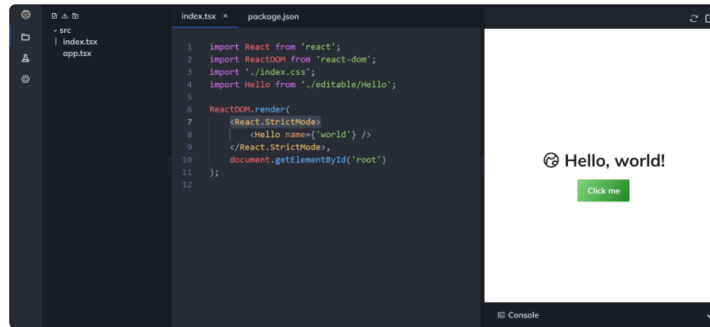 src
index.tsx
app.tsx
index.tsx ×
package.json
1 import React from 'react';
2 import ReactDOM from 'react-dom';
3 import './index.css';
4 import Hello from './editable/Hello';
5
6 ReactDOM.render(
7 <React.StrictMode>
8 <Hello name={'world'} />
9 </React.StrictMode>,
10 document.getElementById('root')
11 );
12
Hello, world!
Click me
Console